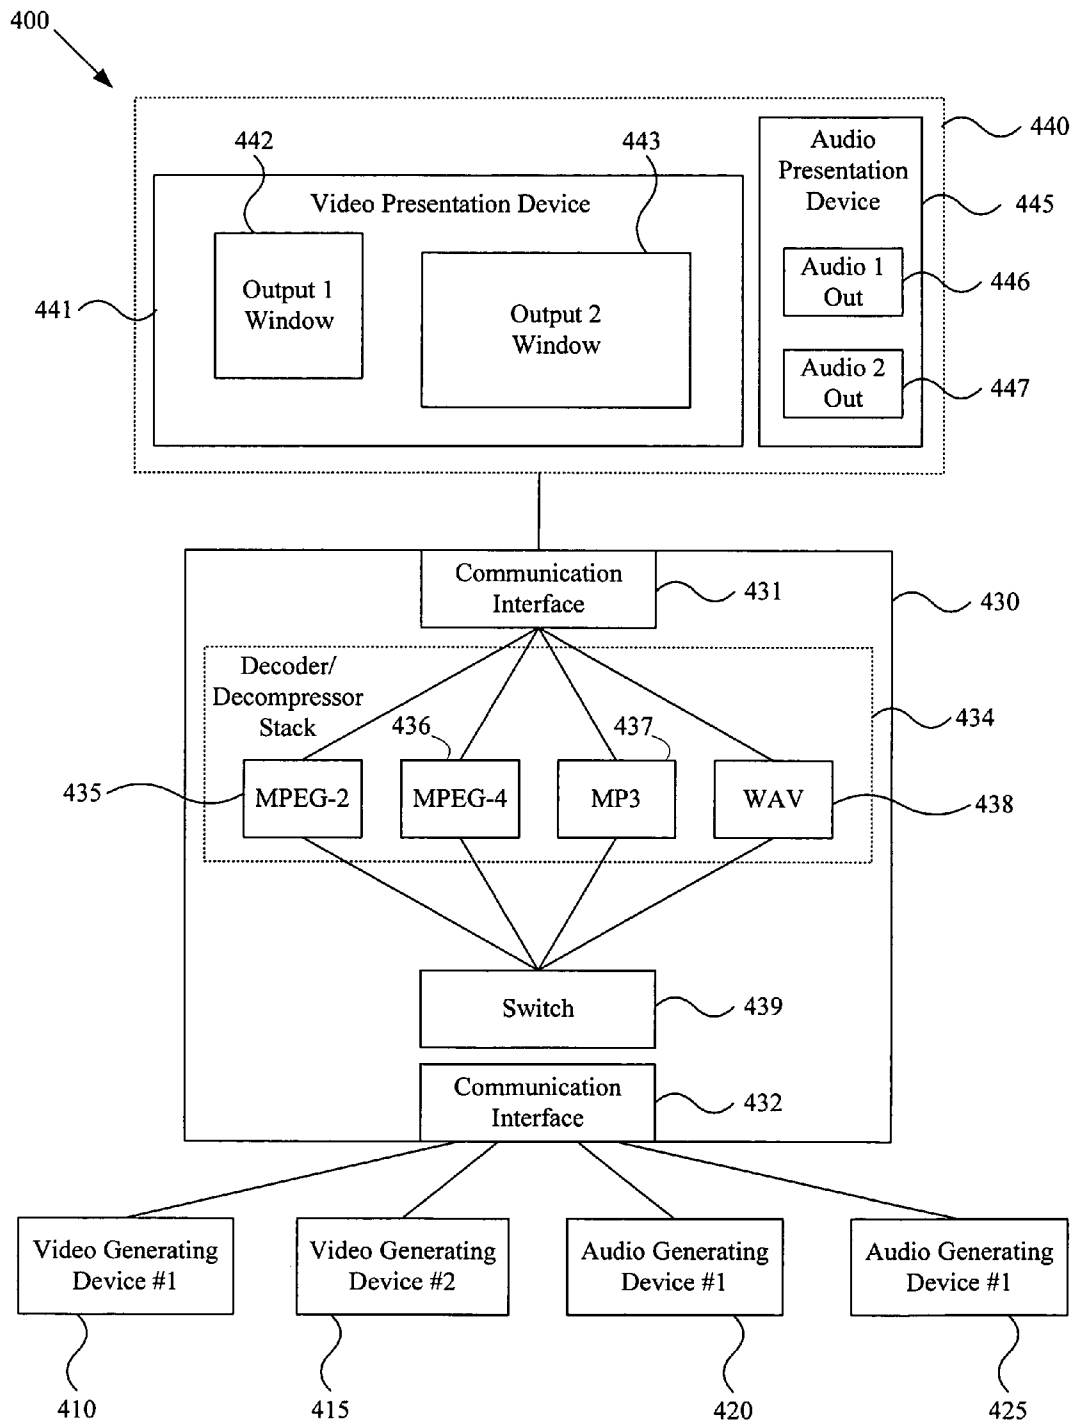 400
440
442
443
Audio
Presentation
Device
Video Presentation Device
445
Audio 1
Out
446
Output 1
Window
441
Output 2
Window
Audio 2
Out
447
Communication
Interface
431
430
Decoder/
Decompressor
Stack
434
436
437
435
MPEG-2
MPEG-4
MP3
WAV
438
Switch
439
Communication
Interface
432
Video Generating
Device #1
Video Generating
Device #2
Audio Generating
Device #1
Audio Generating
Device #1
410
415
420
425